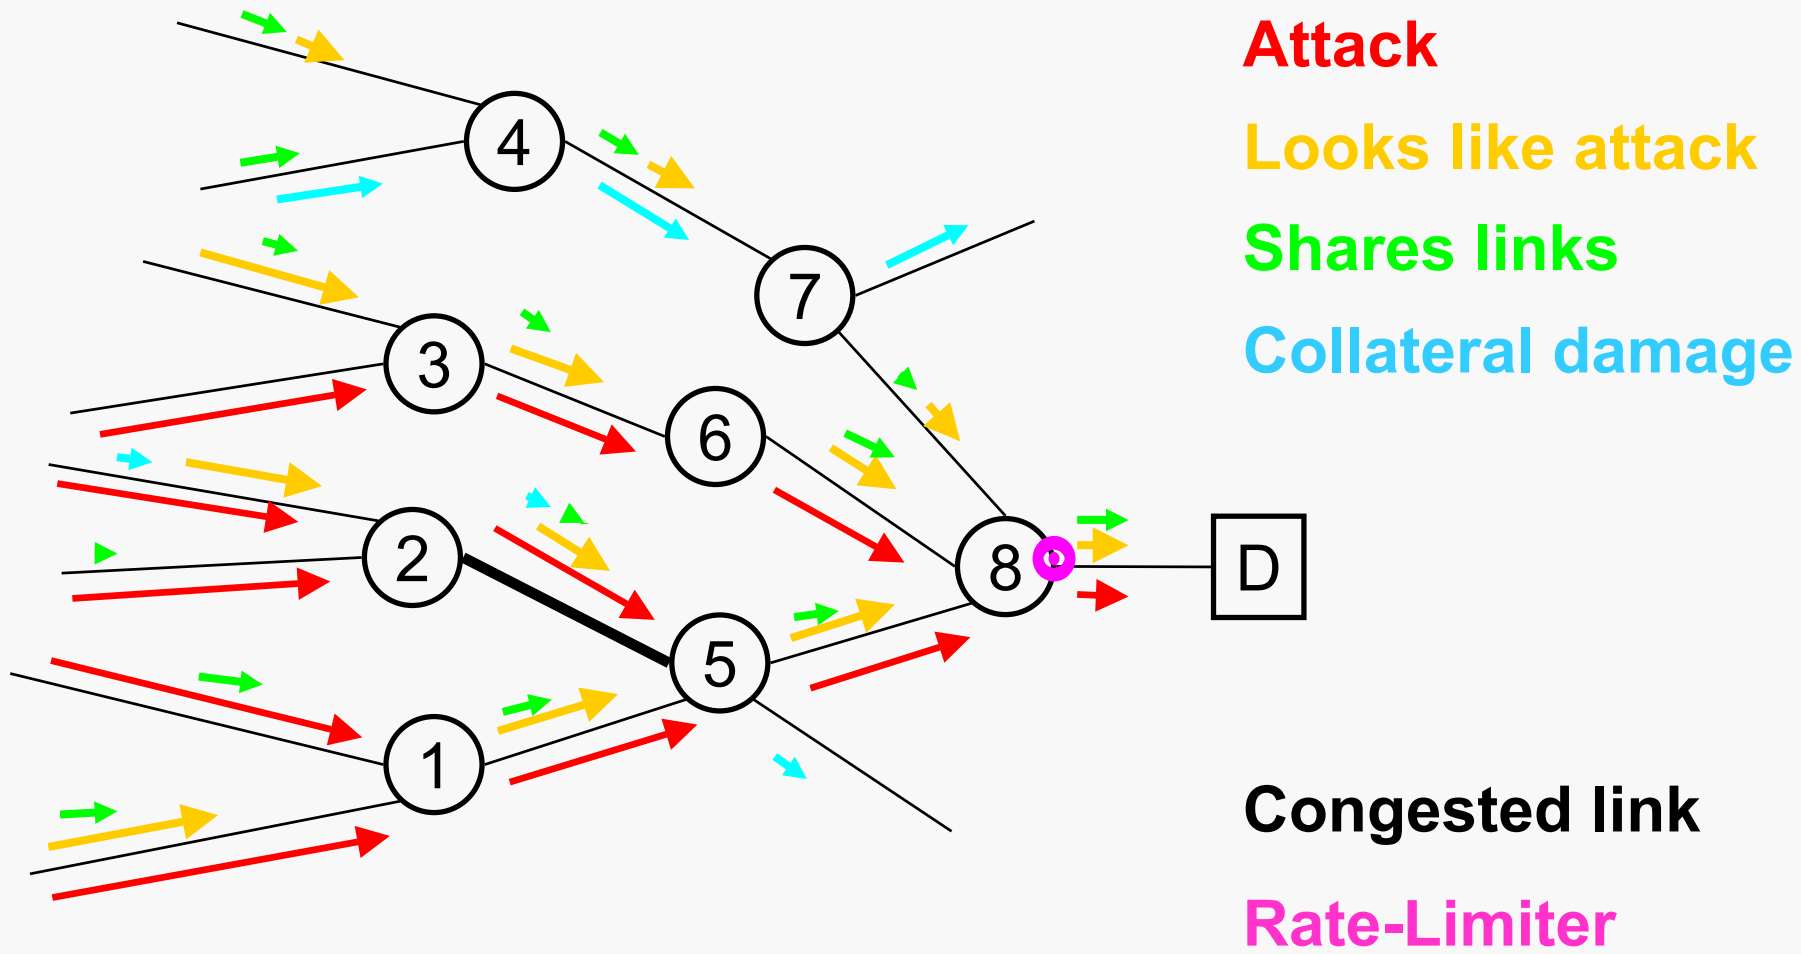 Attack
Looks like attack
Shares links
Collateral damage
4
7
3
6
2
8
D
5
1
Congested link
Rate-Limiter